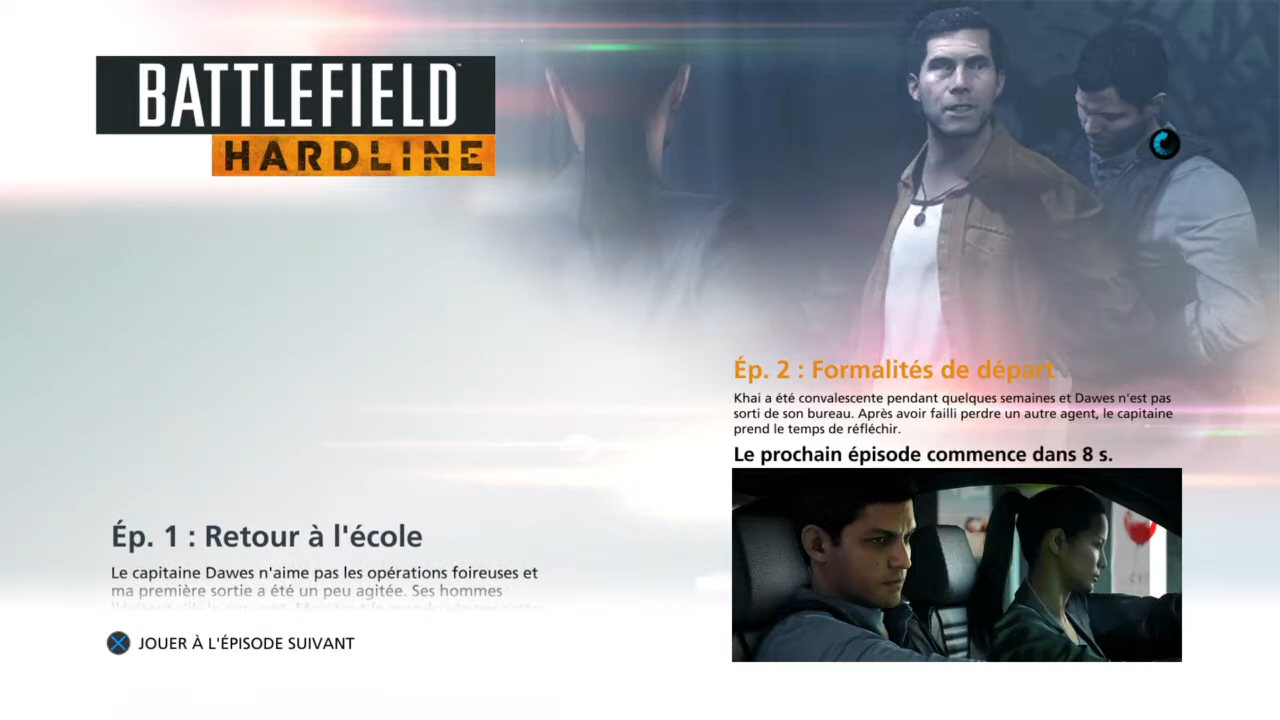 BATTLEFIELD™
HARDLINE
Ép. 2 : Formalités de départ
Khai a été convalescente pendant quelques semaines et Dawes n'est pas
sorti de son bureau. Après avoir failli perdre un autre agent, le capitaine
prend le temps de réfléchir.
Le prochain épisode commence dans 8 s.
Ép. 1 : Retour à l'école
Le capitaine Dawes n'aime pas les opérations foireuses et
ma première sortie a été un peu agitée. Ses hommes
JOUER À L'ÉPISODE SUIVANT